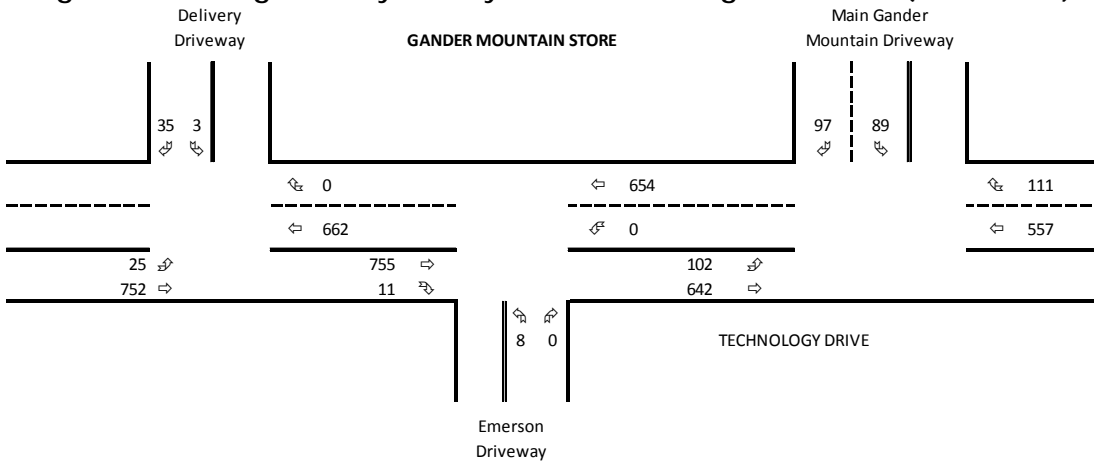 Delivery
Driveway
GANDER MOUNTAIN STORE
Main Gander
Mountain Driveway
35 3
97 89
0
654
111
662
0
557
25
755
102
752
11
642
8 0
TECHNOLOGY DRIVE
Emerson
Driveway